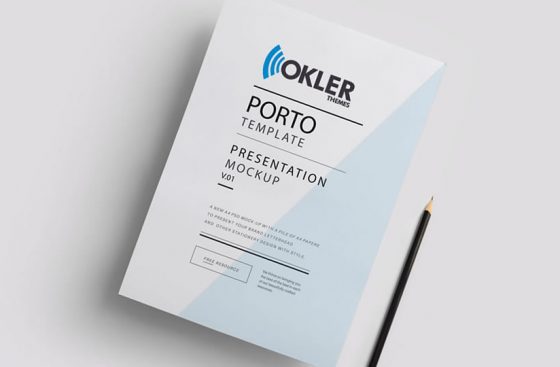 OKLER
THEMES
PORTO
TEMPLATE
PRESENTATION
MOCKUP
V.01
A NEW A4 PSD MOCK-UP WITH A PILE OF A4 PAPERS
TO PRESENT YOUR BRAND LETTERHEAD
AND OTHER STATIONERY DESIGN WITH STYLE.
FREE RESOURCE